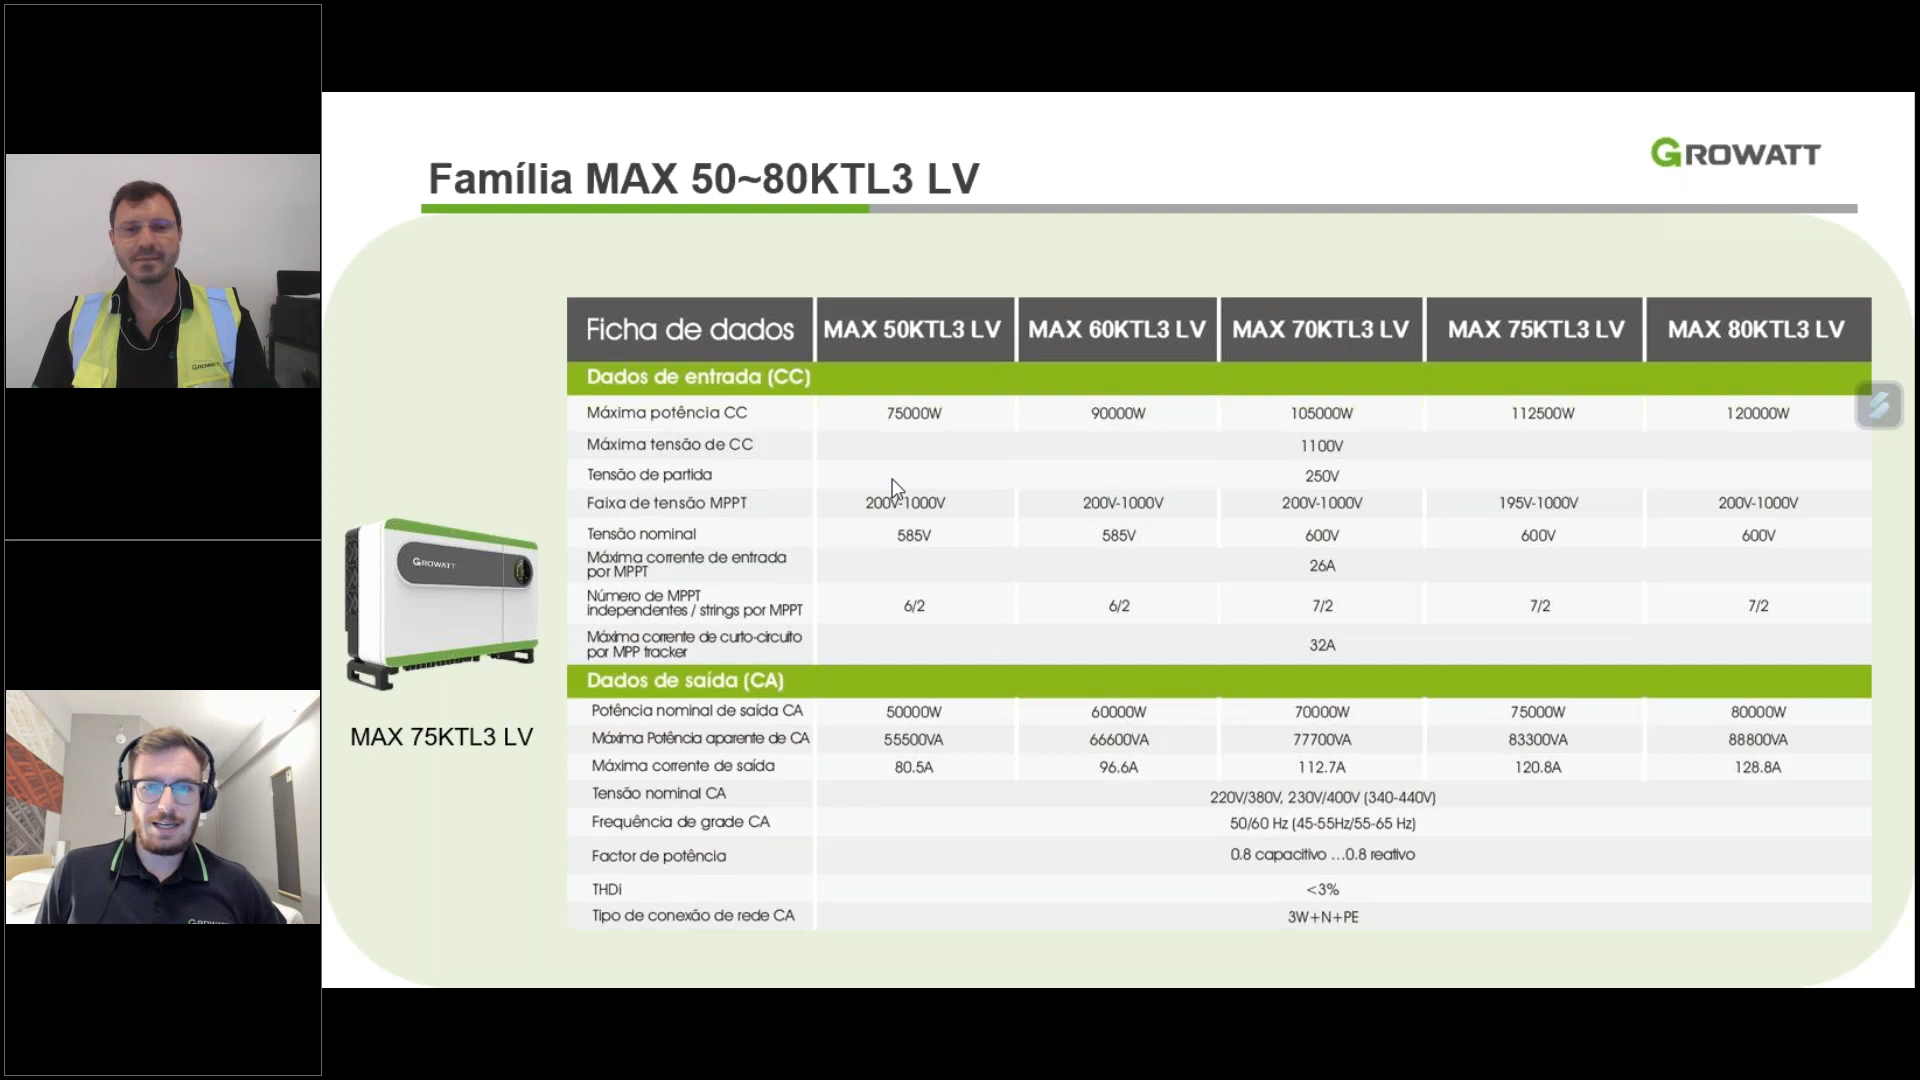 GROWATT
Família MAX 50~80KTL3 LV
Ficha de dados MAX 50KTL3 LV MAX 60KTL3 LV MAX 70KTL3 LV MAX 75KTL3 LV MAX 80KTL3 LV
Dados de entrada (CC)
Máxima potência CC 75000W 90000W 105000W 112500W 120000W
Máxima tensão de CC 1100V
Tensão de partida 250V
Faixa de tensão MPPT 200V-1000V 200V-1000V 200V-1000V 195V-1000V 200V-1000V
Tensão nominal 585V 585V 600V 600V 600V
Máxima corrente de entrada
por MPPT 26A
Número de MPPT
independentes / strings por MPPT 6/2 6/2 7/2 7/2 7/2
Máxima corrente de curto-circuito
por MPP tracker 32A
Dados de saída (CA)
Potência nominal de saída CA 50000W 60000W 70000W 75000W 80000W
Máxima Potência aparente de CA 55500VA 66600VA 77700VA 83300VA 88800VA
Máxima corrente de saída 80.5A 96.6A 112.7A 120.8A 128.8A
Tensão nominal CA 220V/380V, 230V/400V (340-440V)
Frequência de grade CA 50/60 Hz (45-55Hz/55-65 Hz)
Factor de potência 0.8 capacitivo ...0.8 reativo
THDi <3%
Tipo de conexão de rede CA 3W+N+PE
GROWATT
MAX 75KTL3 LV
GROWATT
GROWATT